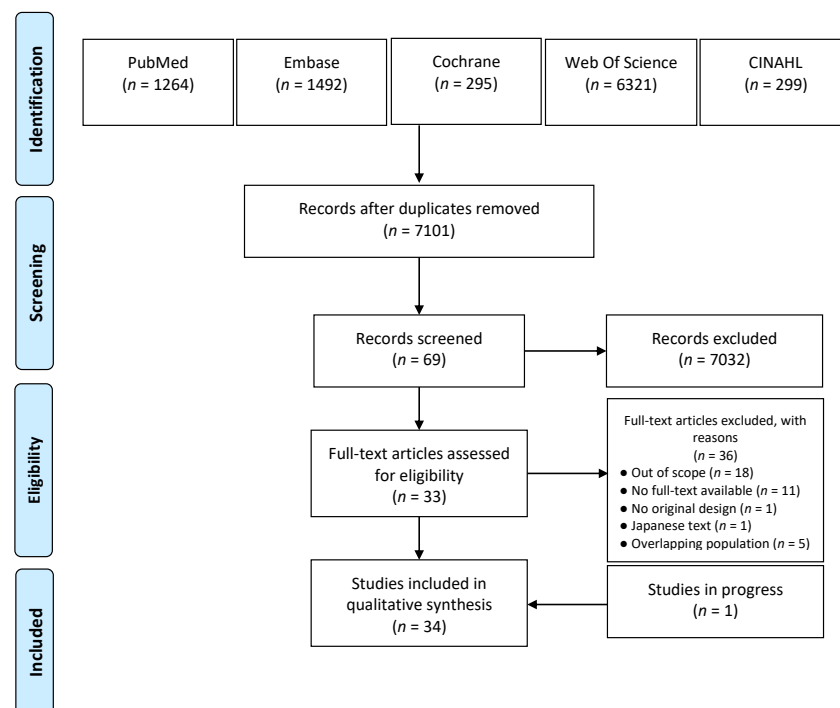 Identification
PubMed
(n = 1264)
Embase
(n = 1492)
Cochrane
(n = 295)
Web Of Science
(n = 6321)
CINAHL
(n = 299)
Records after duplicates removed
(n = 7101)
Screening
Records screened
(n = 69)
Records excluded
(n = 7032)
Eligibility
Full-text articles assessed
for eligibility
(n = 33)
Full-text articles excluded, with
reasons
(n = 36)
● Out of scope (n = 18)
● No full-text available (n = 11)
● No original design (n = 1)
● Japanese text (n = 1)
● Overlapping population (n = 5)
Included
Studies included in
qualitative synthesis
(n = 34)
Studies in progress
(n = 1)